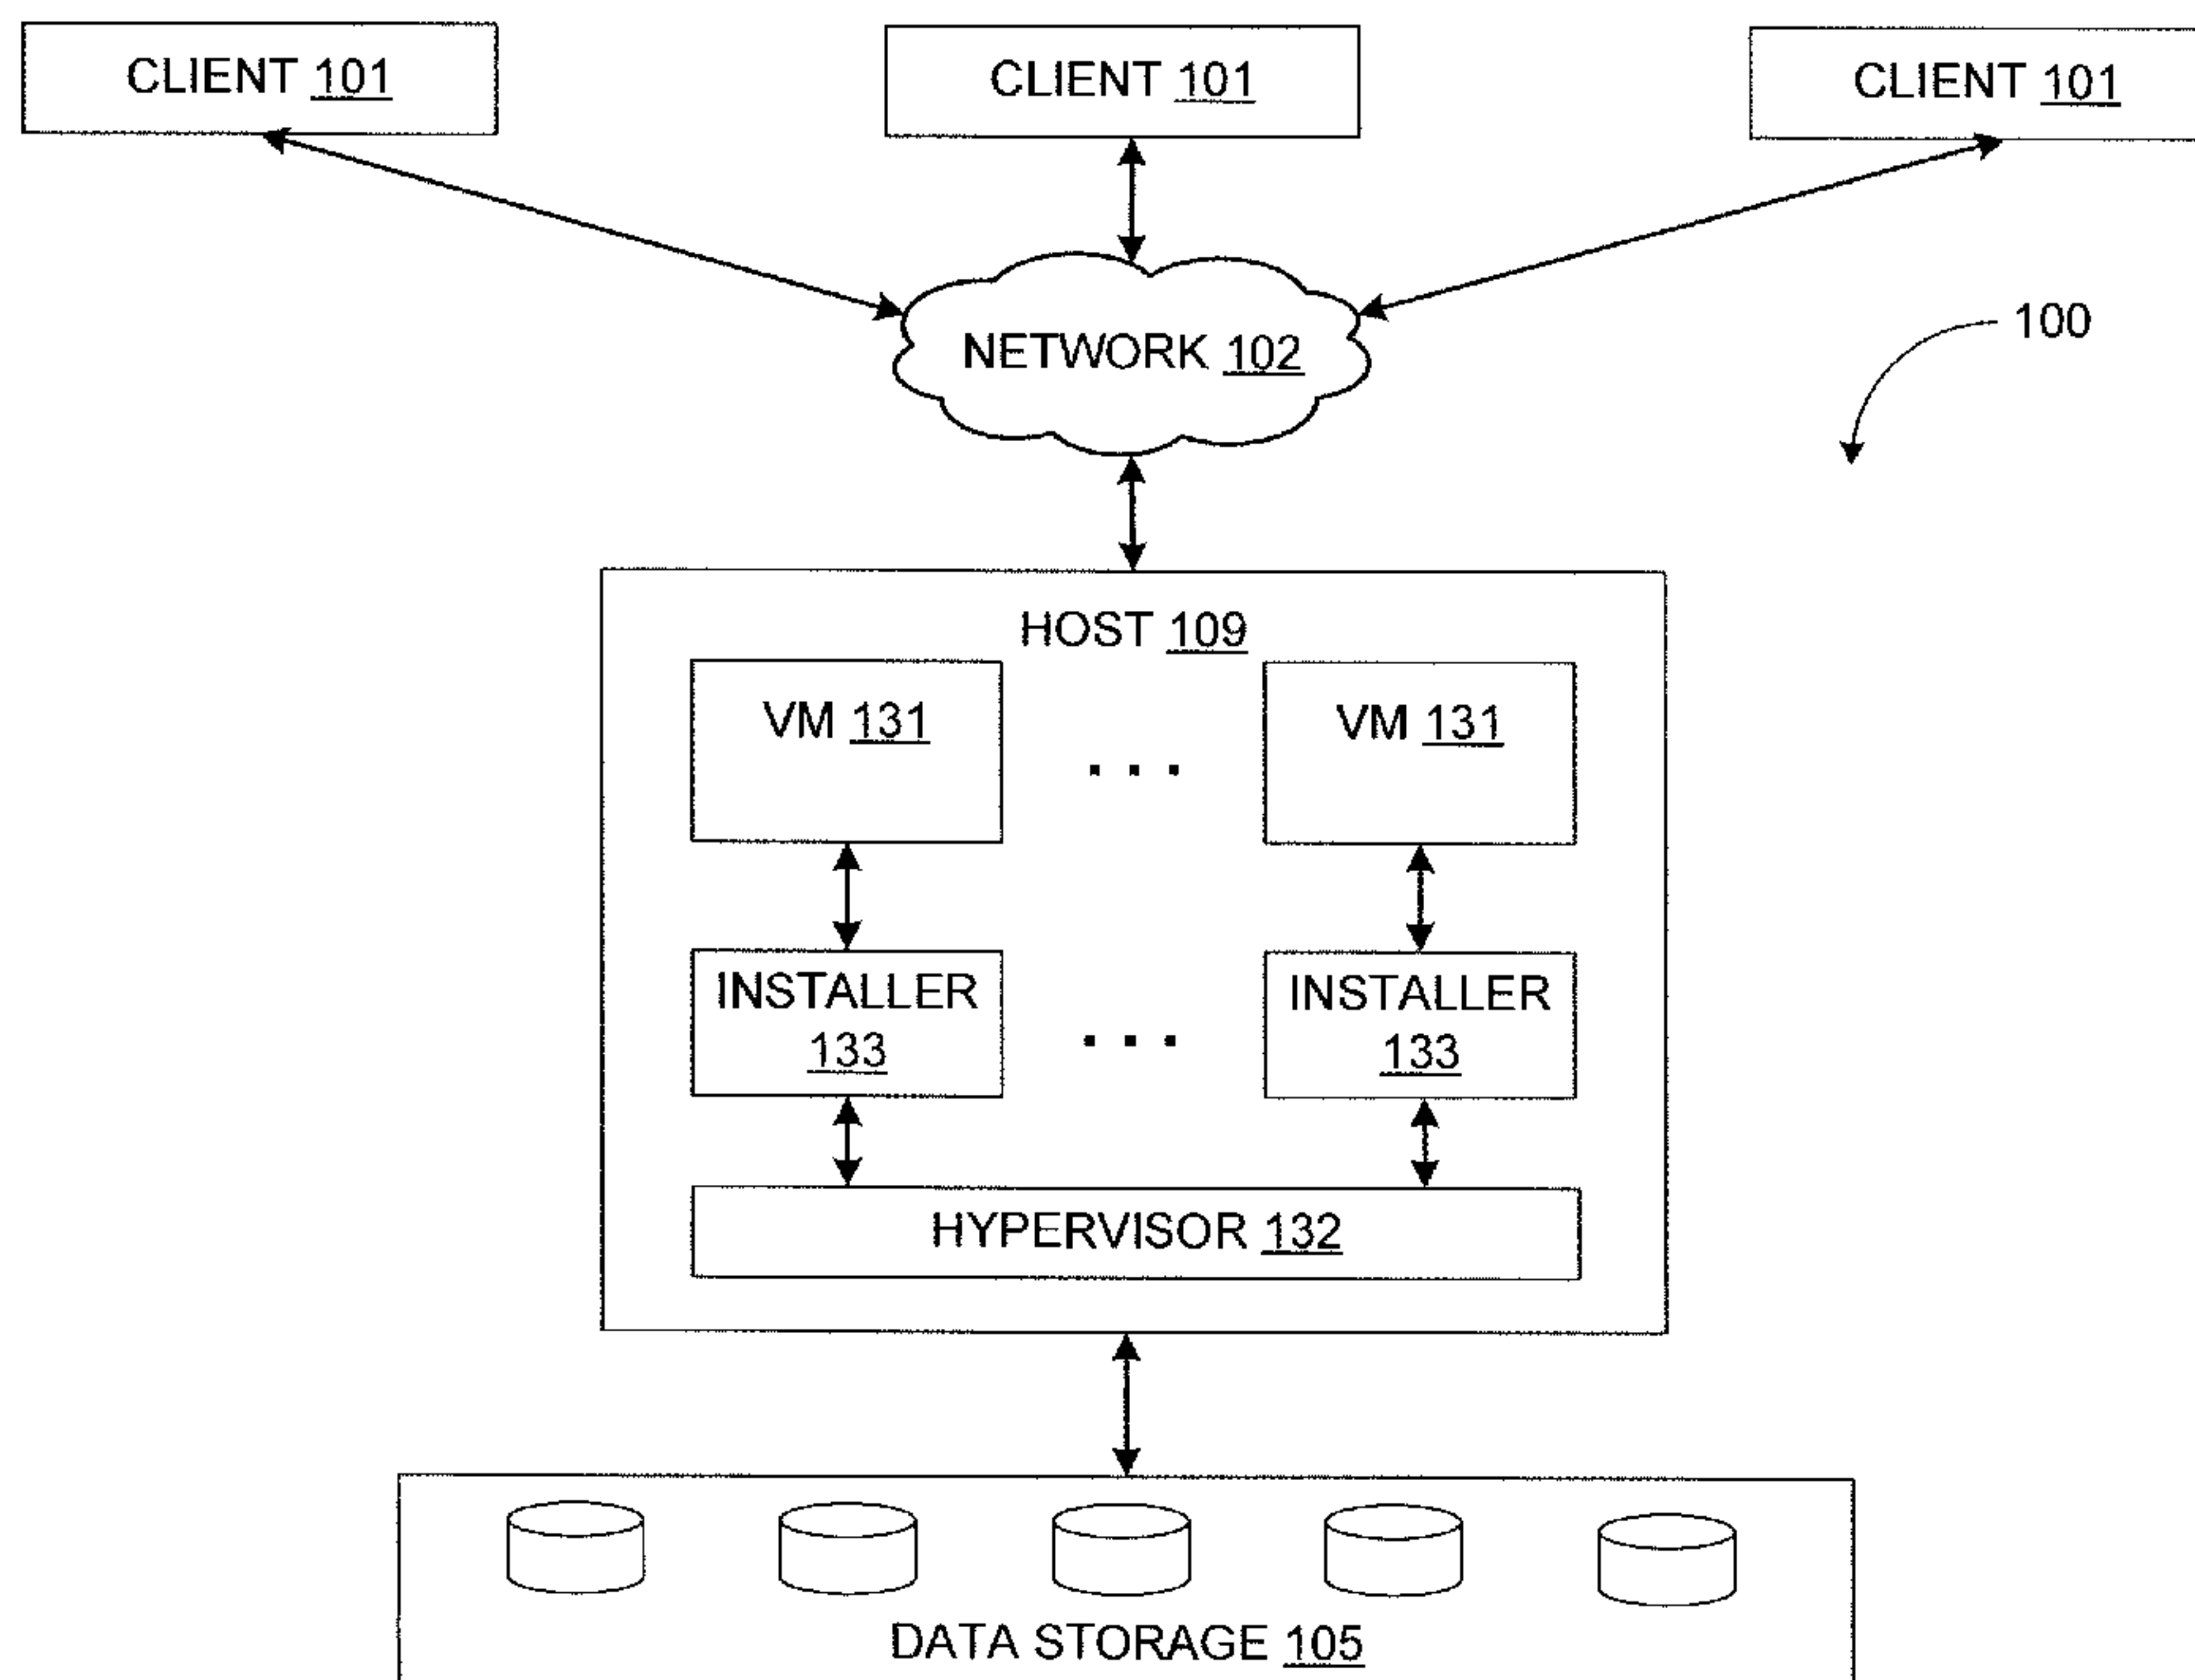 CLIENT 101
CLIENT 101
CLIENT 101
NETWORK 102
100
HOST 109
VM 131
. . .
VM 131
INSTALLER
133
. . .
INSTALLER
133
HYPERVISOR 132
DATA STORAGE 105